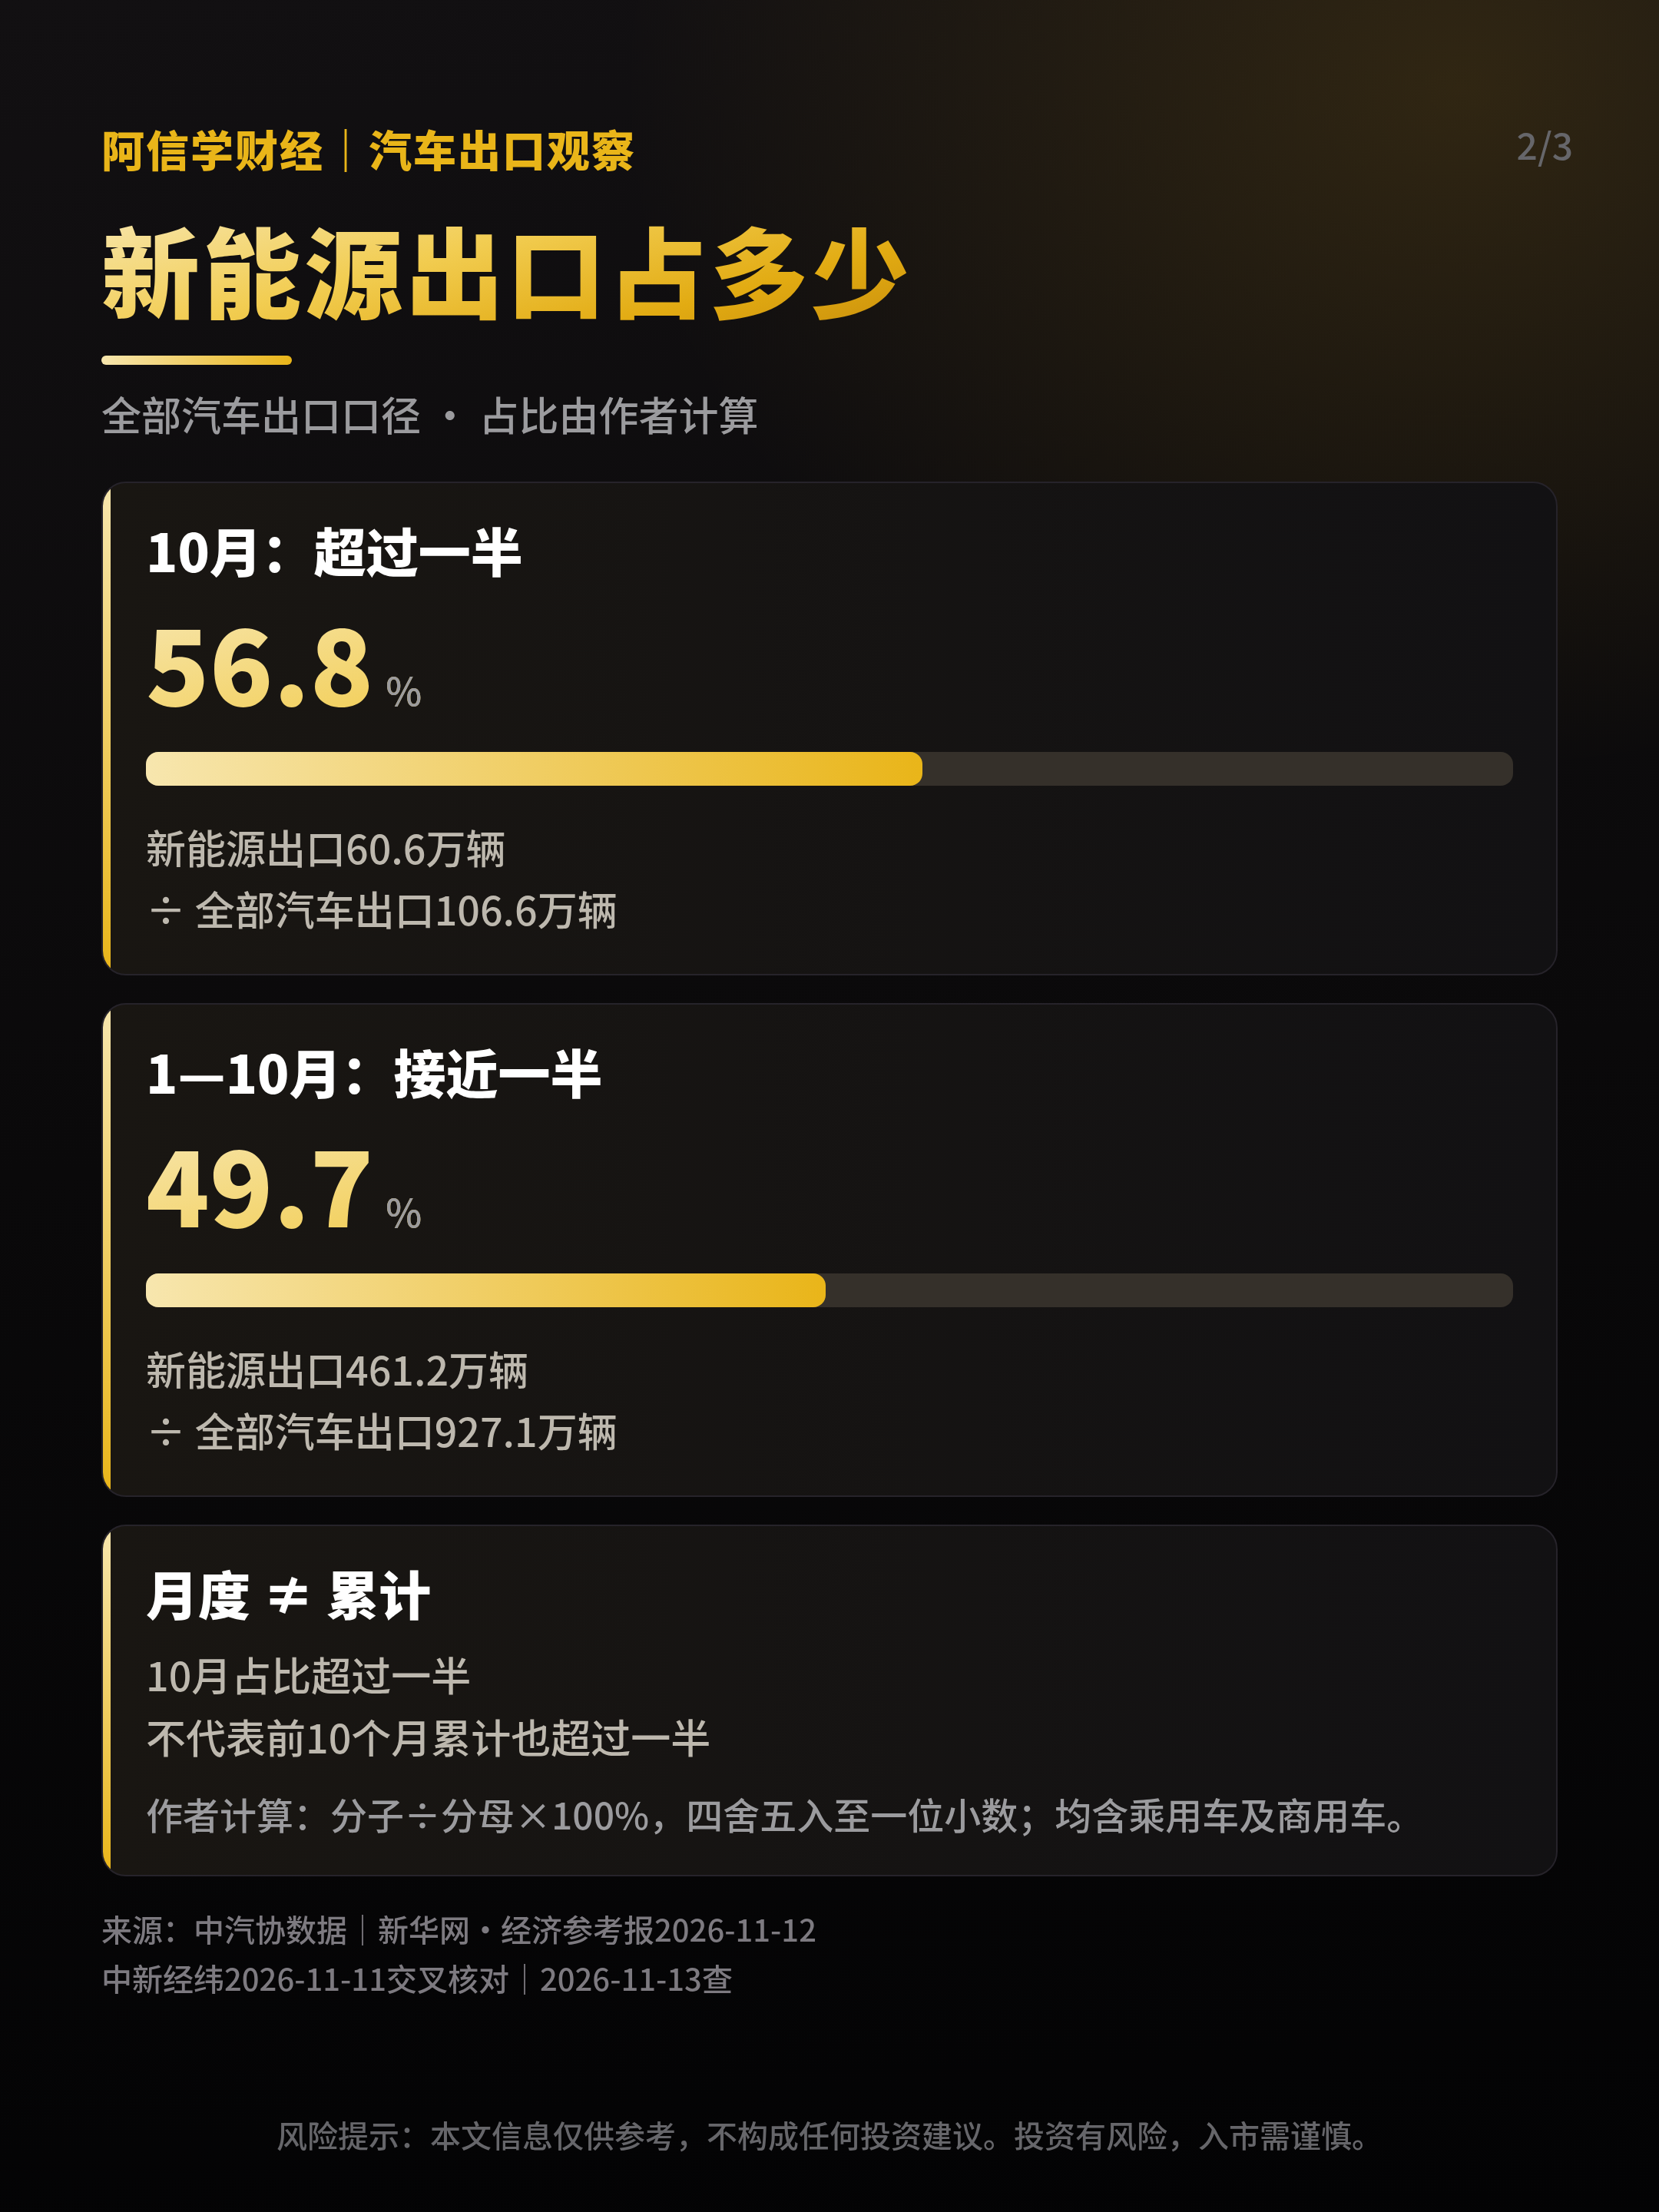 阿信学财经｜汽车出口观察
2/3
新能源出口占多少
全部汽车出口口径 · 占比由作者计算
10月：超过一半
56.8 %
新能源出口60.6万辆
÷ 全部汽车出口106.6万辆
1—10月：接近一半
49.7 %
新能源出口461.2万辆
÷ 全部汽车出口927.1万辆
月度 ≠ 累计
10月占比超过一半
不代表前10个月累计也超过一半
作者计算：分子÷分母×100%，四舍五入至一位小数；均含乘用车及商用车。
来源：中汽协数据｜新华网·经济参考报2026-11-12
中新经纬2026-11-11交叉核对｜2026-11-13查
风险提示：本文信息仅供参考，不构成任何投资建议。投资有风险，入市需谨慎。